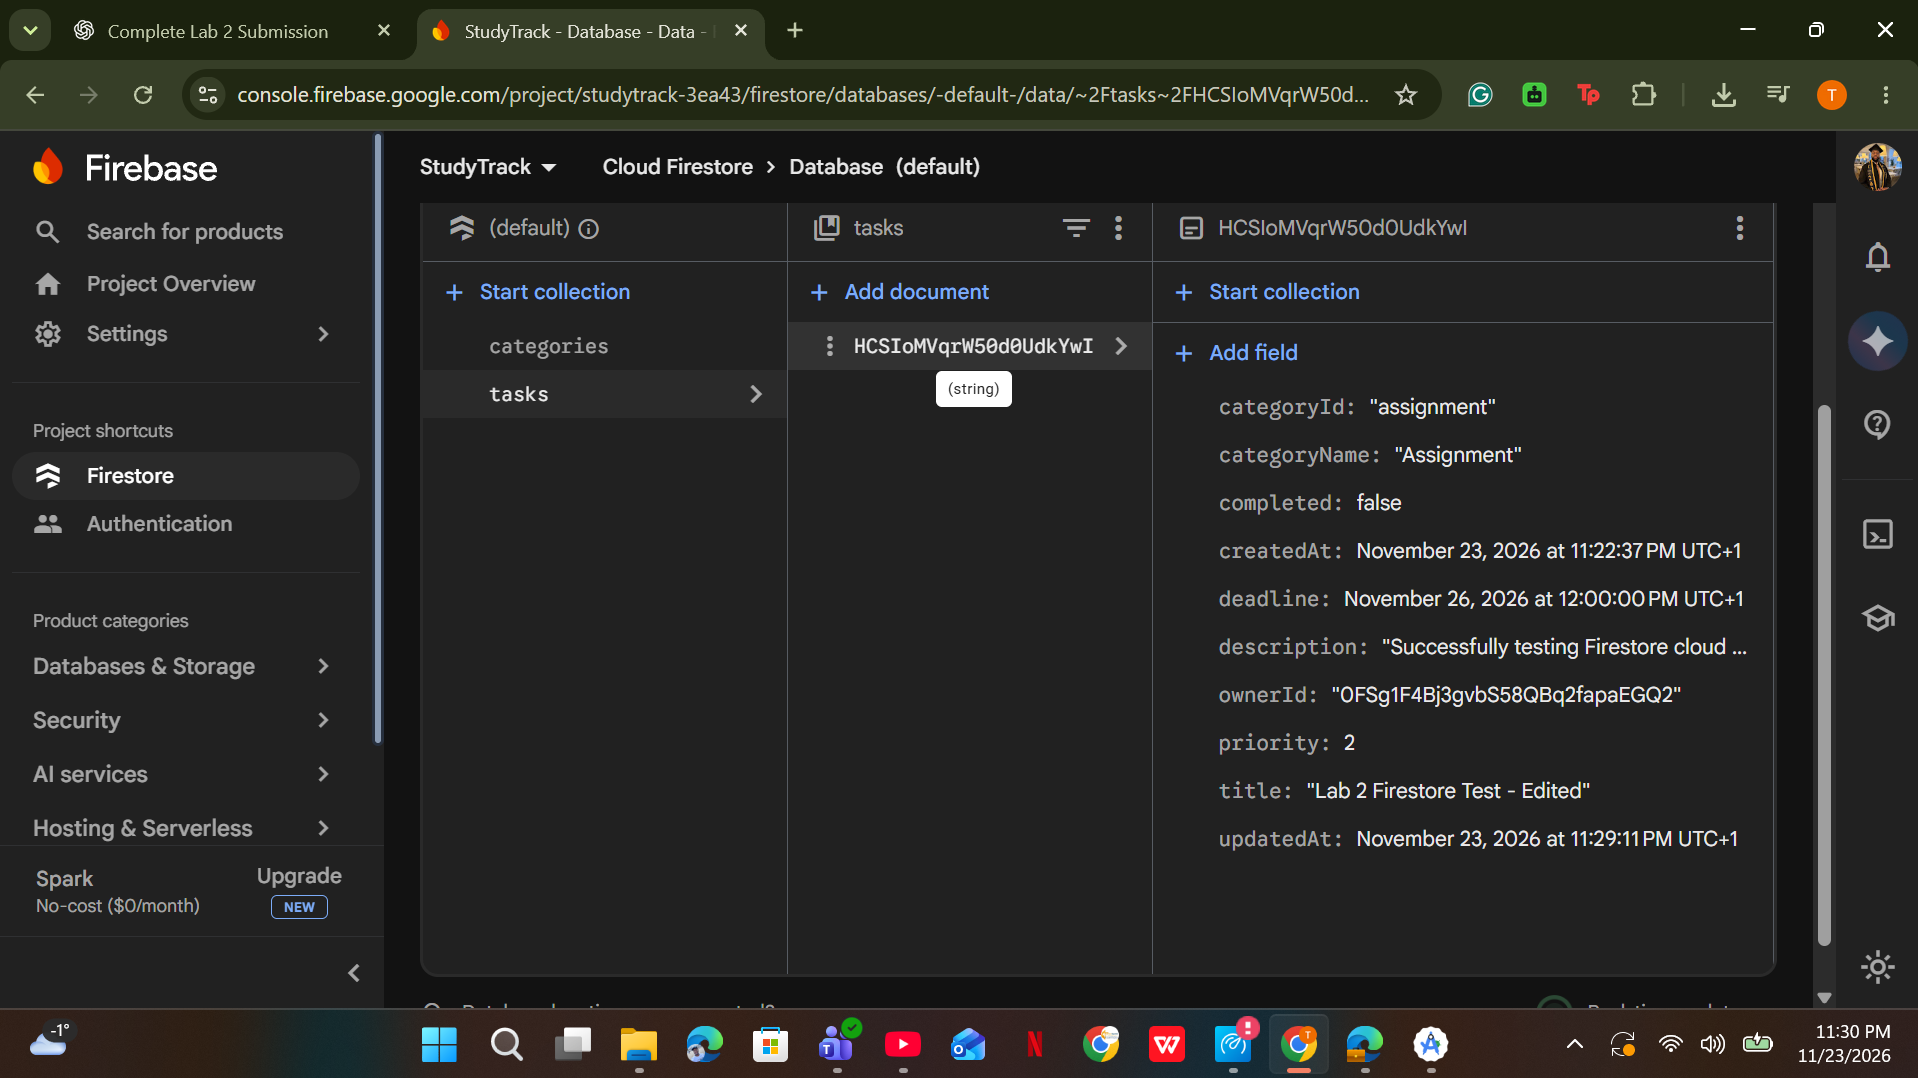 Complete Lab 2 Submission
StudyTrack - Database - Data -
console.firebase.google.com/project/studytrack-3ea43/firestore/databases/-default-/data/~2Ftasks~2FHCSIoMVqrW50d...
Tp
T
Firebase
Search for products
Project Overview
Settings
Project shortcuts
Firestore
Authentication
Product categories
Databases & Storage
Security
AI services
Hosting & Serverless
Spark
No-cost ($0/month)
Upgrade
NEW
StudyTrack
Cloud Firestore > Database (default)
(default)
Start collection
categories
tasks
tasks
Add document
HCSIoMVqrW50d0UdkYwI
(string)
HCSIoMVqrW50d0UdkYwI
Start collection
Add field
categoryId: "assignment"
categoryName: "Assignment"
completed: false
createdAt: November 23, 2026 at 11:22:37 PM UTC+1
deadline: November 26, 2026 at 12:00:00 PM UTC+1
description: "Successfully testing Firestore cloud ...
ownerId: "0FSg1F4Bj3gvbS58QBq2fapaEGQ2"
priority: 2
title: "Lab 2 Firestore Test - Edited"
updatedAt: November 23, 2026 at 11:29:11 PM UTC+1
-1°
11:30 PM
11/23/2026